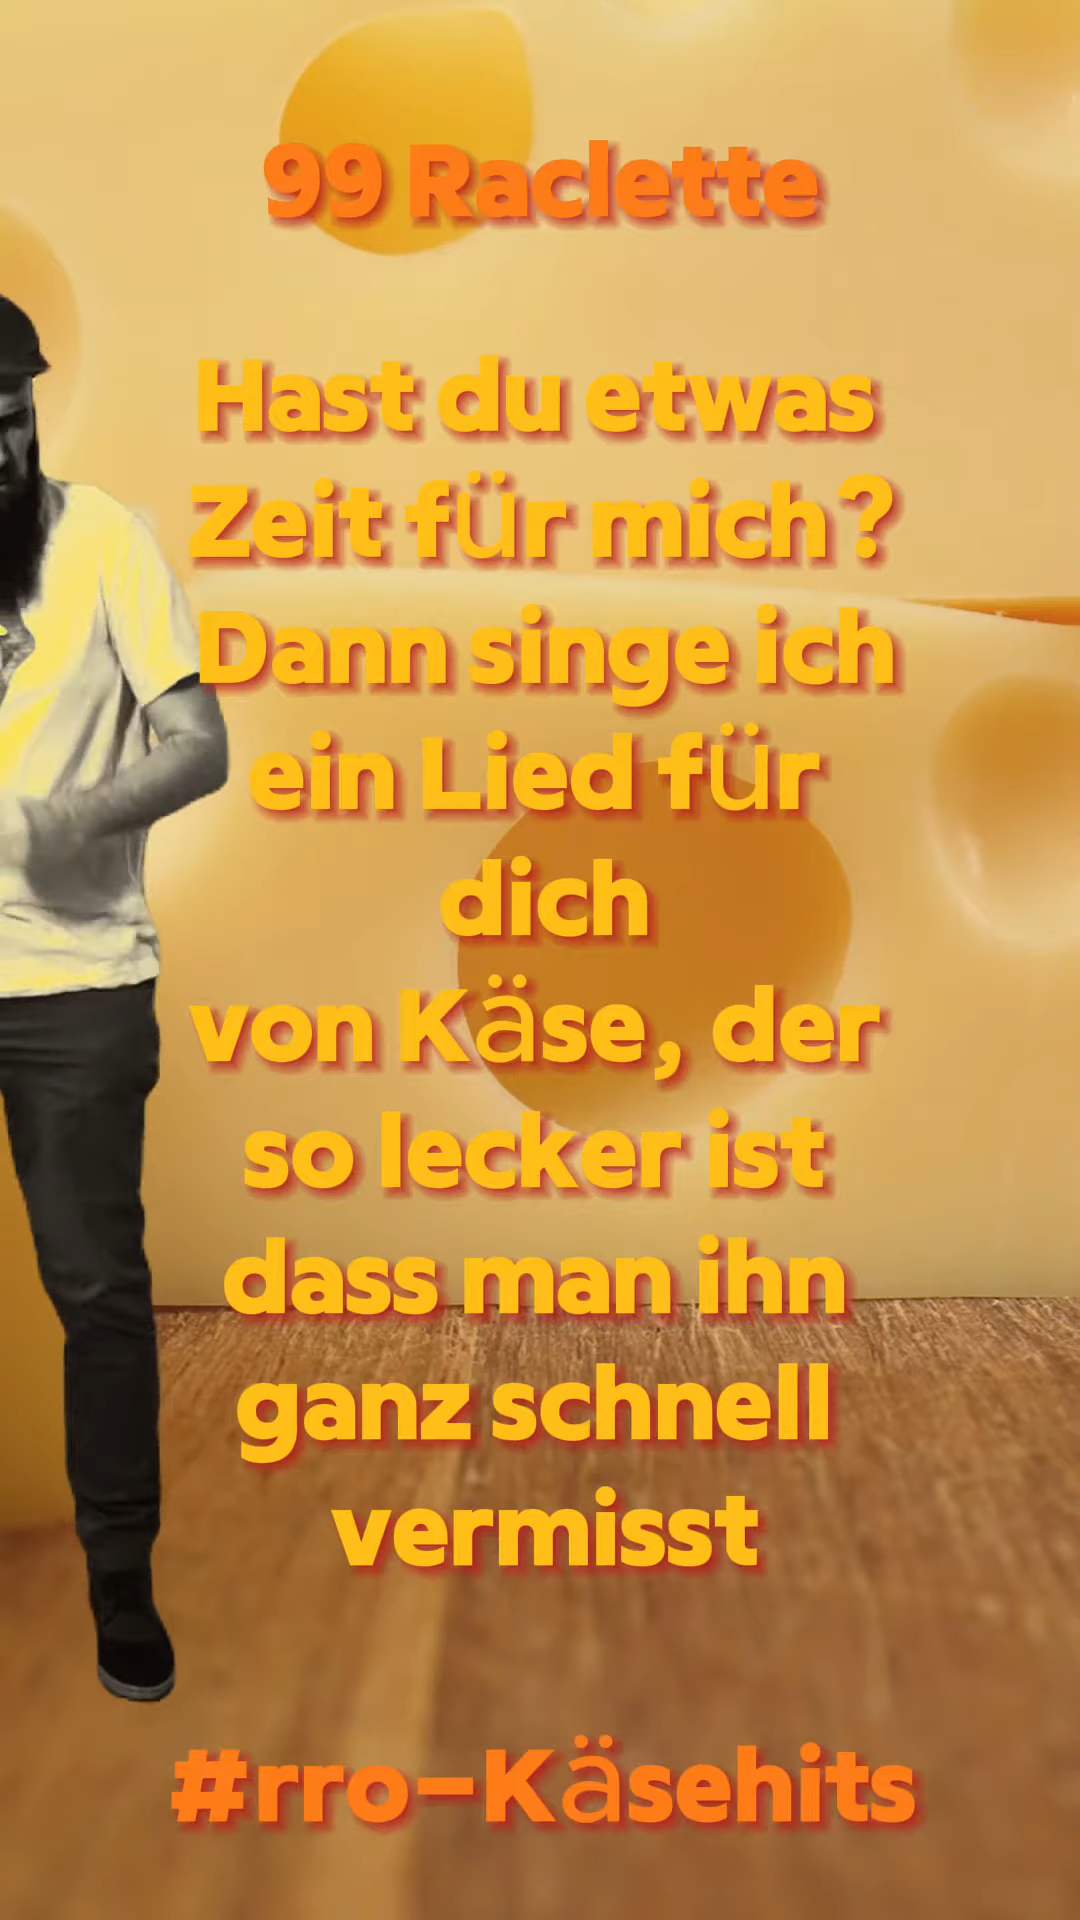 99 Raclette
Hast du etwas
Zeit für mich?
Dann singe ich
ein Lied für
dich
von Käse, der
so lecker ist
dass man ihn
ganz schnell
vermisst
#rro-Käsehits